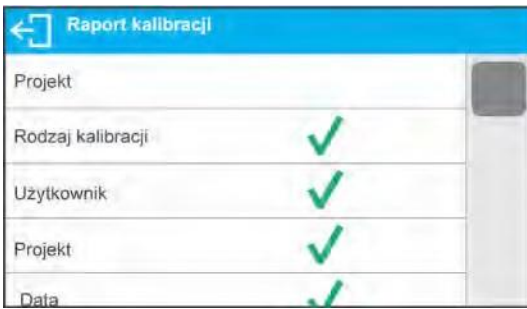 Raport kalibracji
Projekt
Rodzaj kalibracji
Użytkownik
Projekt
Data